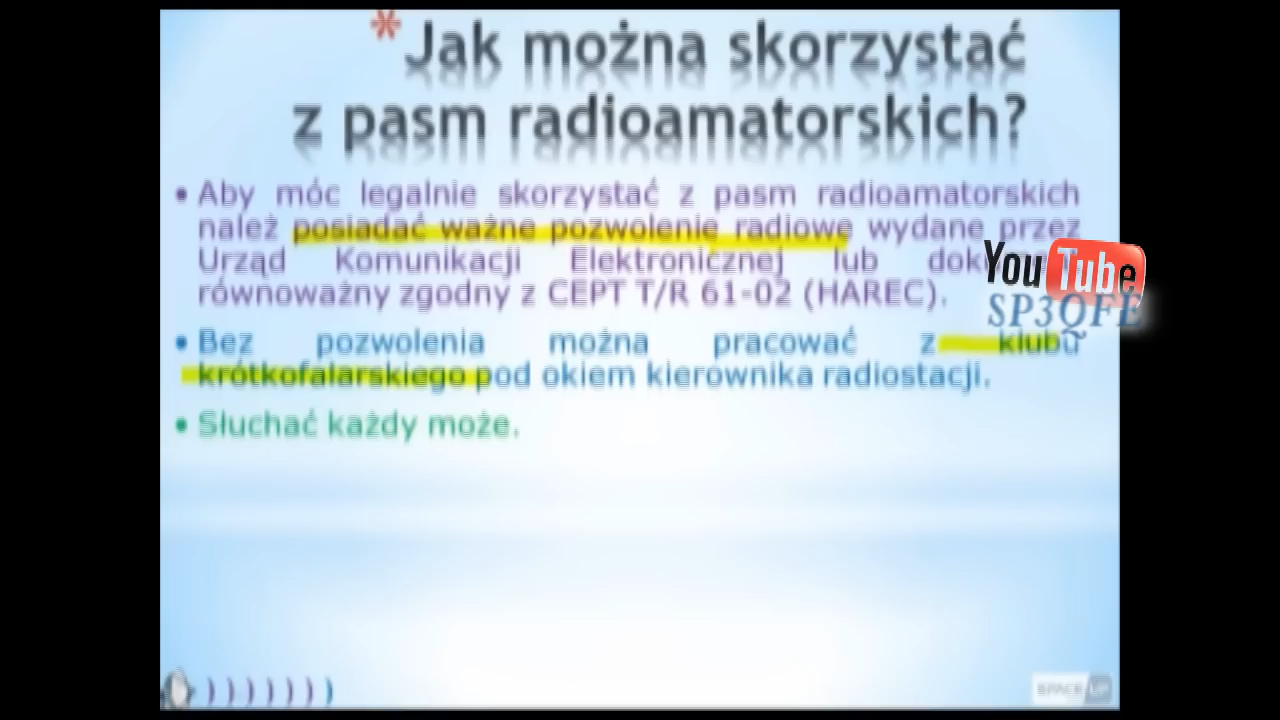 * Jak można skorzystać
z pasm radioamatorskich?
• Aby móc legalnie skorzystać z pasm radioamatorskich
należ posiadać ważne pozwolenie radiowe wydane przez
Urząd Komunikacji Elektronicznej lub
równoważny zgodny z CEPT T/R 61-02 (HAREC).
YouTube
SP3QFE
• Bez pozwolenia można pracować z klubu
krótkofalarskiego pod okiem kierownika radiostacji.
• Słuchać każdy może.
) ) ) ) ) ) ) )
SPACE UP